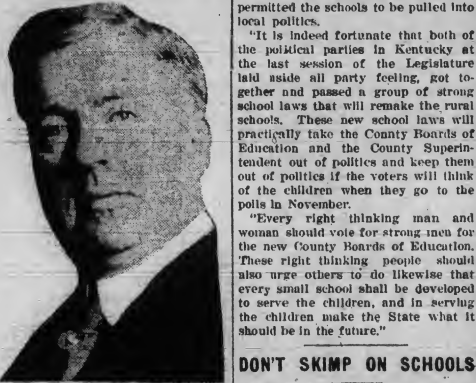 permitted the schools to be pulled into
local politics.
"It is indeed fortunate that both of
the political parties in Kentucky at
the last session of the Legislature
laid aside all party feeling, got to-
gether and passed a group of strong
school laws that will remake the rural
schools. These new school laws will
practically take the County Boards of
Education and the County Superin-
tendent out of politics and keep them
out of politics if the voters will think
of the children when they go to the
polls in November.
"Every right thinking man and
woman should vote for strong men for
the new County Boards of Education.
These right thinking people should
also urge others to do likewise that
every small school shall be developed
to serve the children, and in serving
the children make the State what it
should be in the future."
DON'T SKIMP ON SCHOOLS